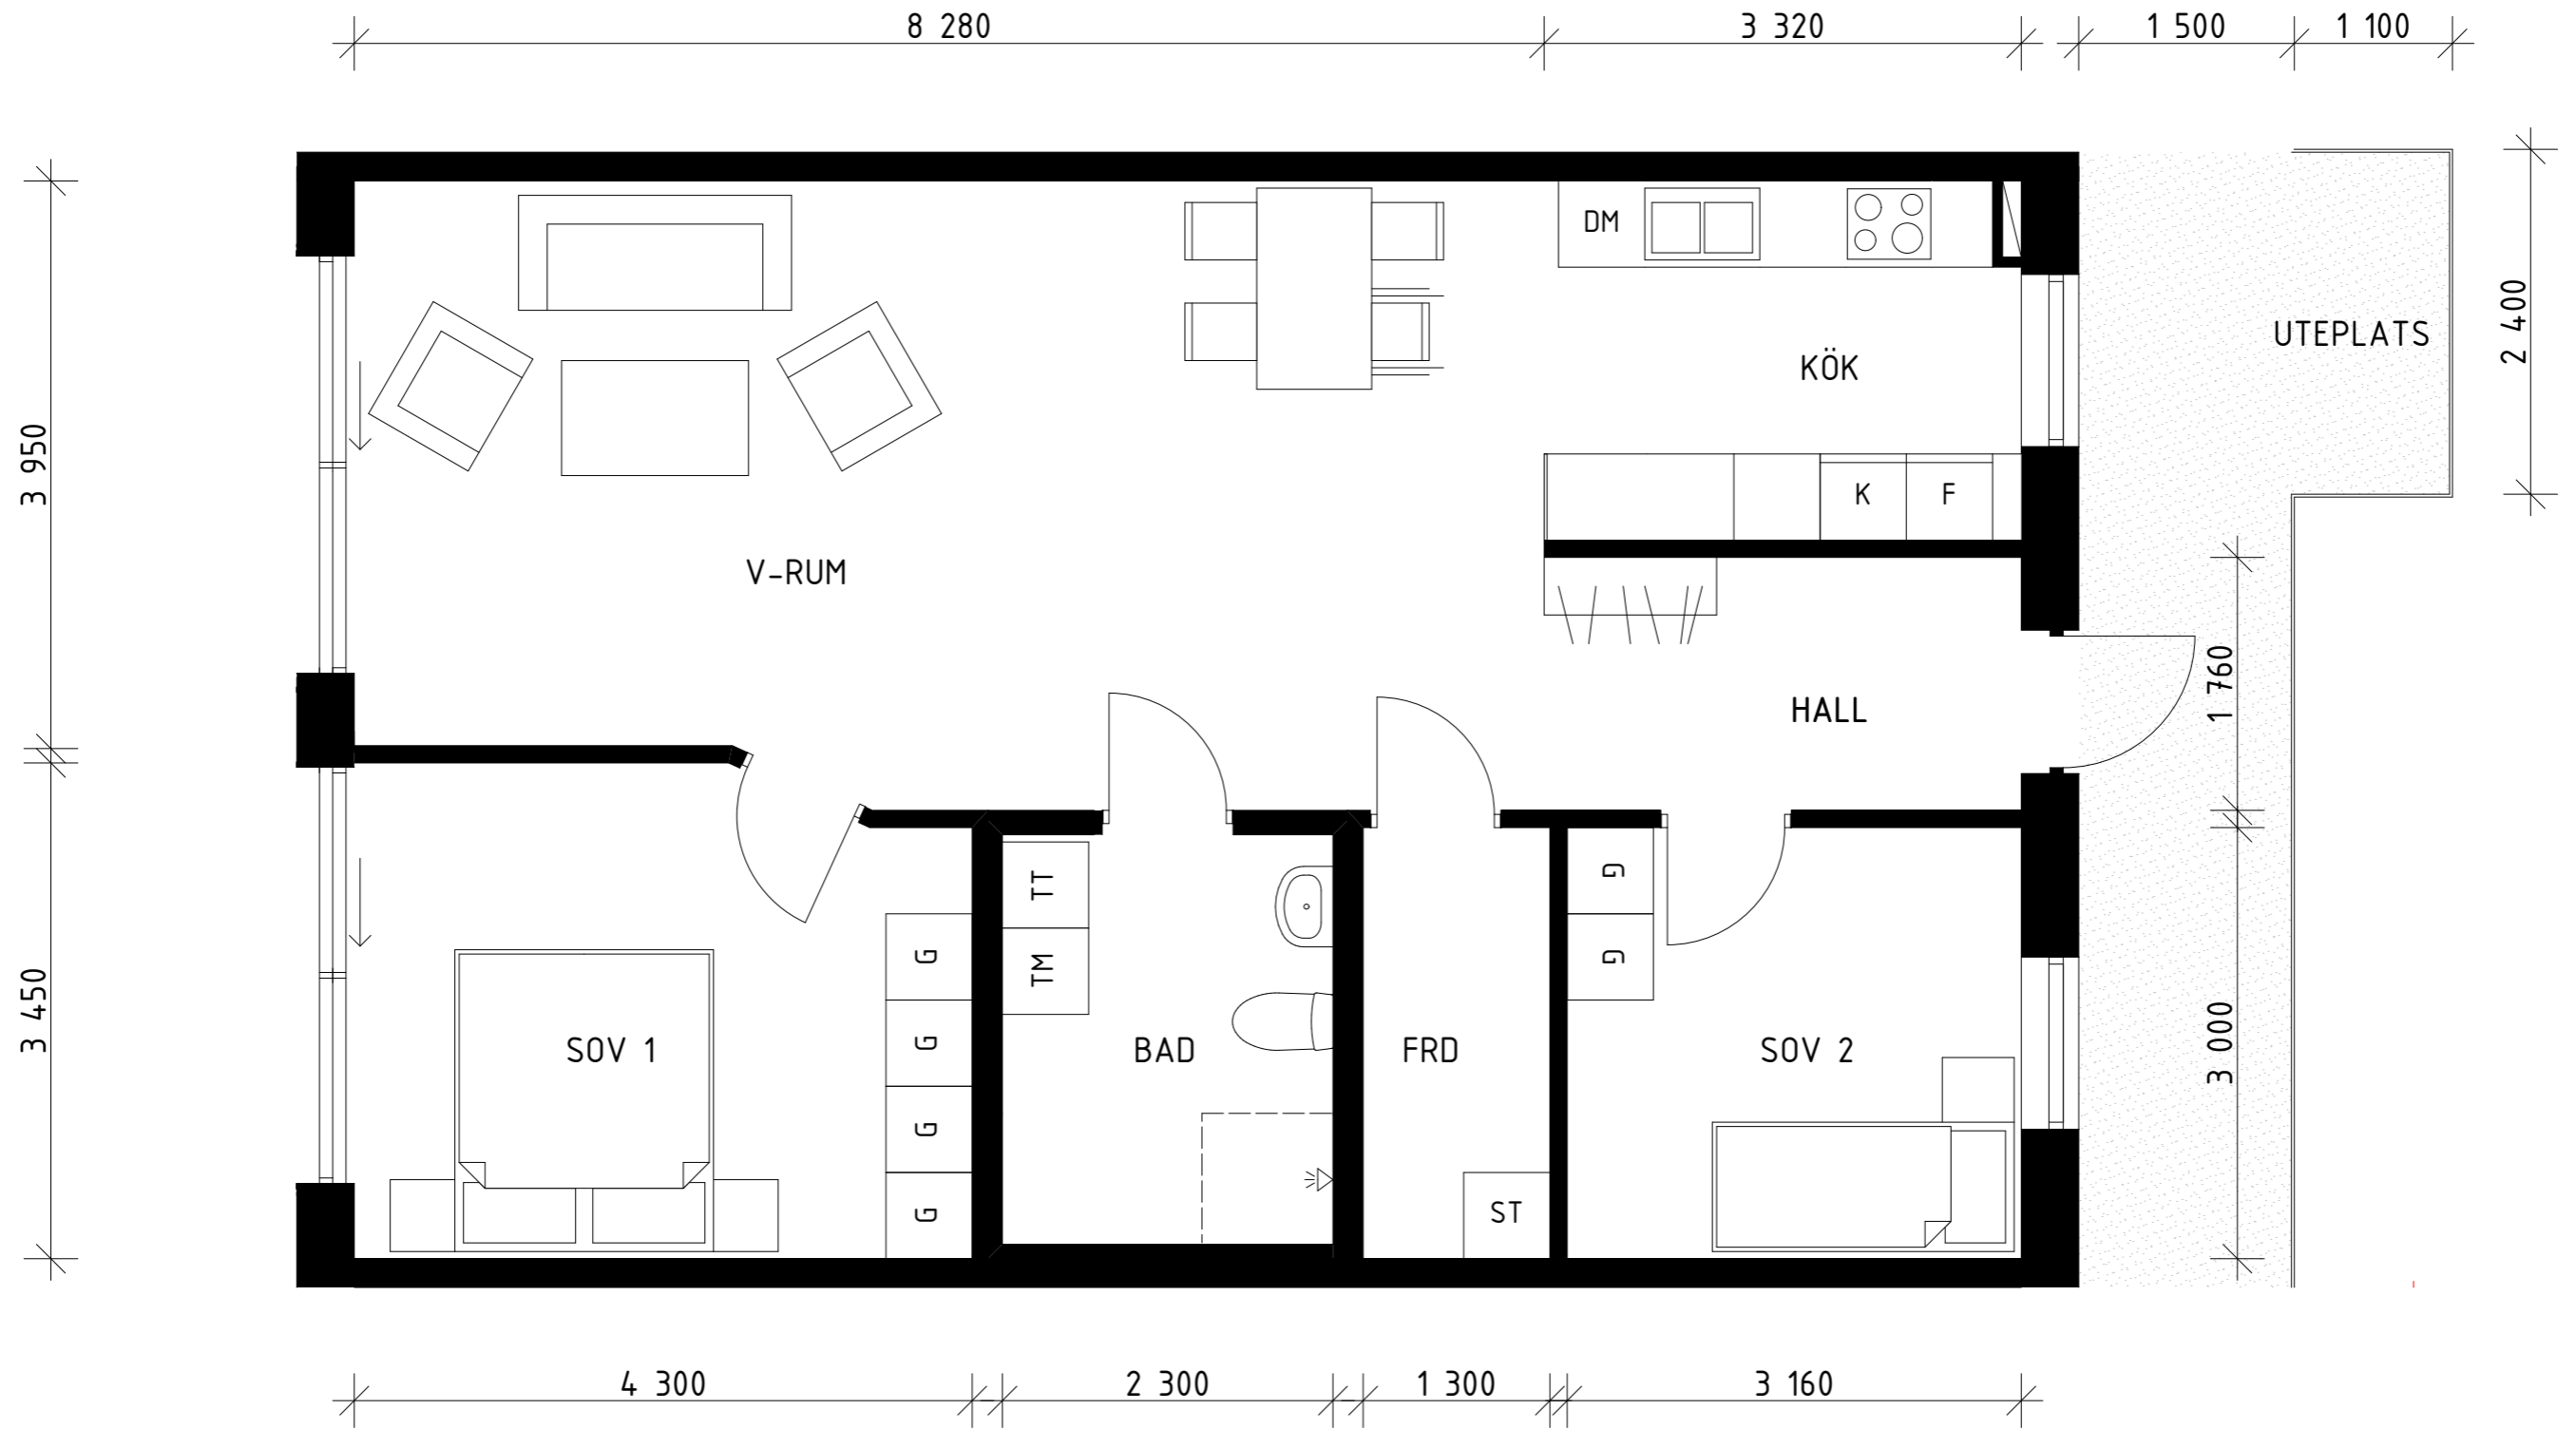 8 280
3 320
1 500
1 100
DM
UTEPLATS
2 400
KÖK
3 950
K
F
V-RUM
1 760
HALL
TT
G
TM
G
G
G
G
G
3 450
SOV 1
BAD
FRD
SOV 2
3 000
ST
4 300
2 300
1 300
3 160